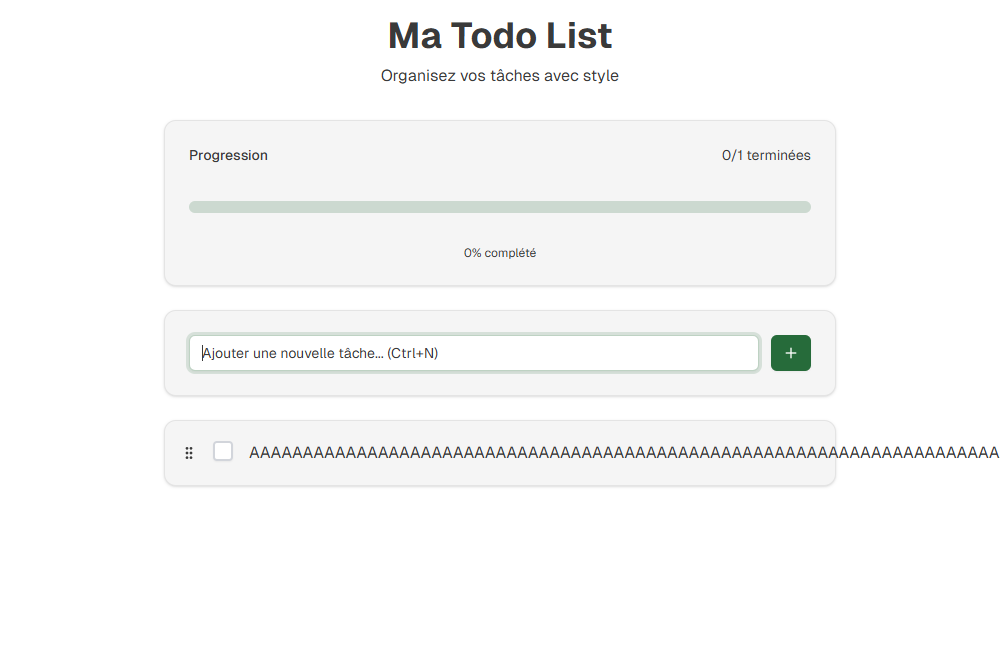 Ma Todo List
Organisez vos tâches avec style
Progression
0/1 terminées
0% complété
Ajouter une nouvelle tâche... (Ctrl+N)
+
AAAAAAAAAAAAAAAAAAAAAAAAAAAAAAAAAAAAAAAAAAAAAAAAAAAAAAAAAAAAAAAAAAAAAA